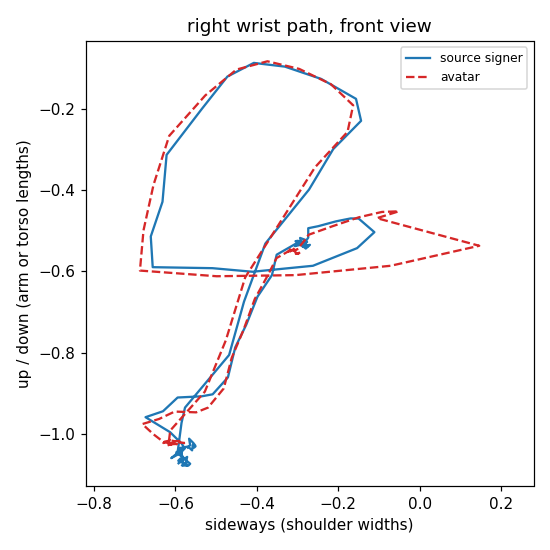 right wrist path, front view
source signer
avatar
up / down (arm or torso lengths)
−0.2
−0.4
−0.6
−0.8
−1.0
−0.8
−0.6
−0.4
−0.2
0.0
0.2
sideways (shoulder widths)